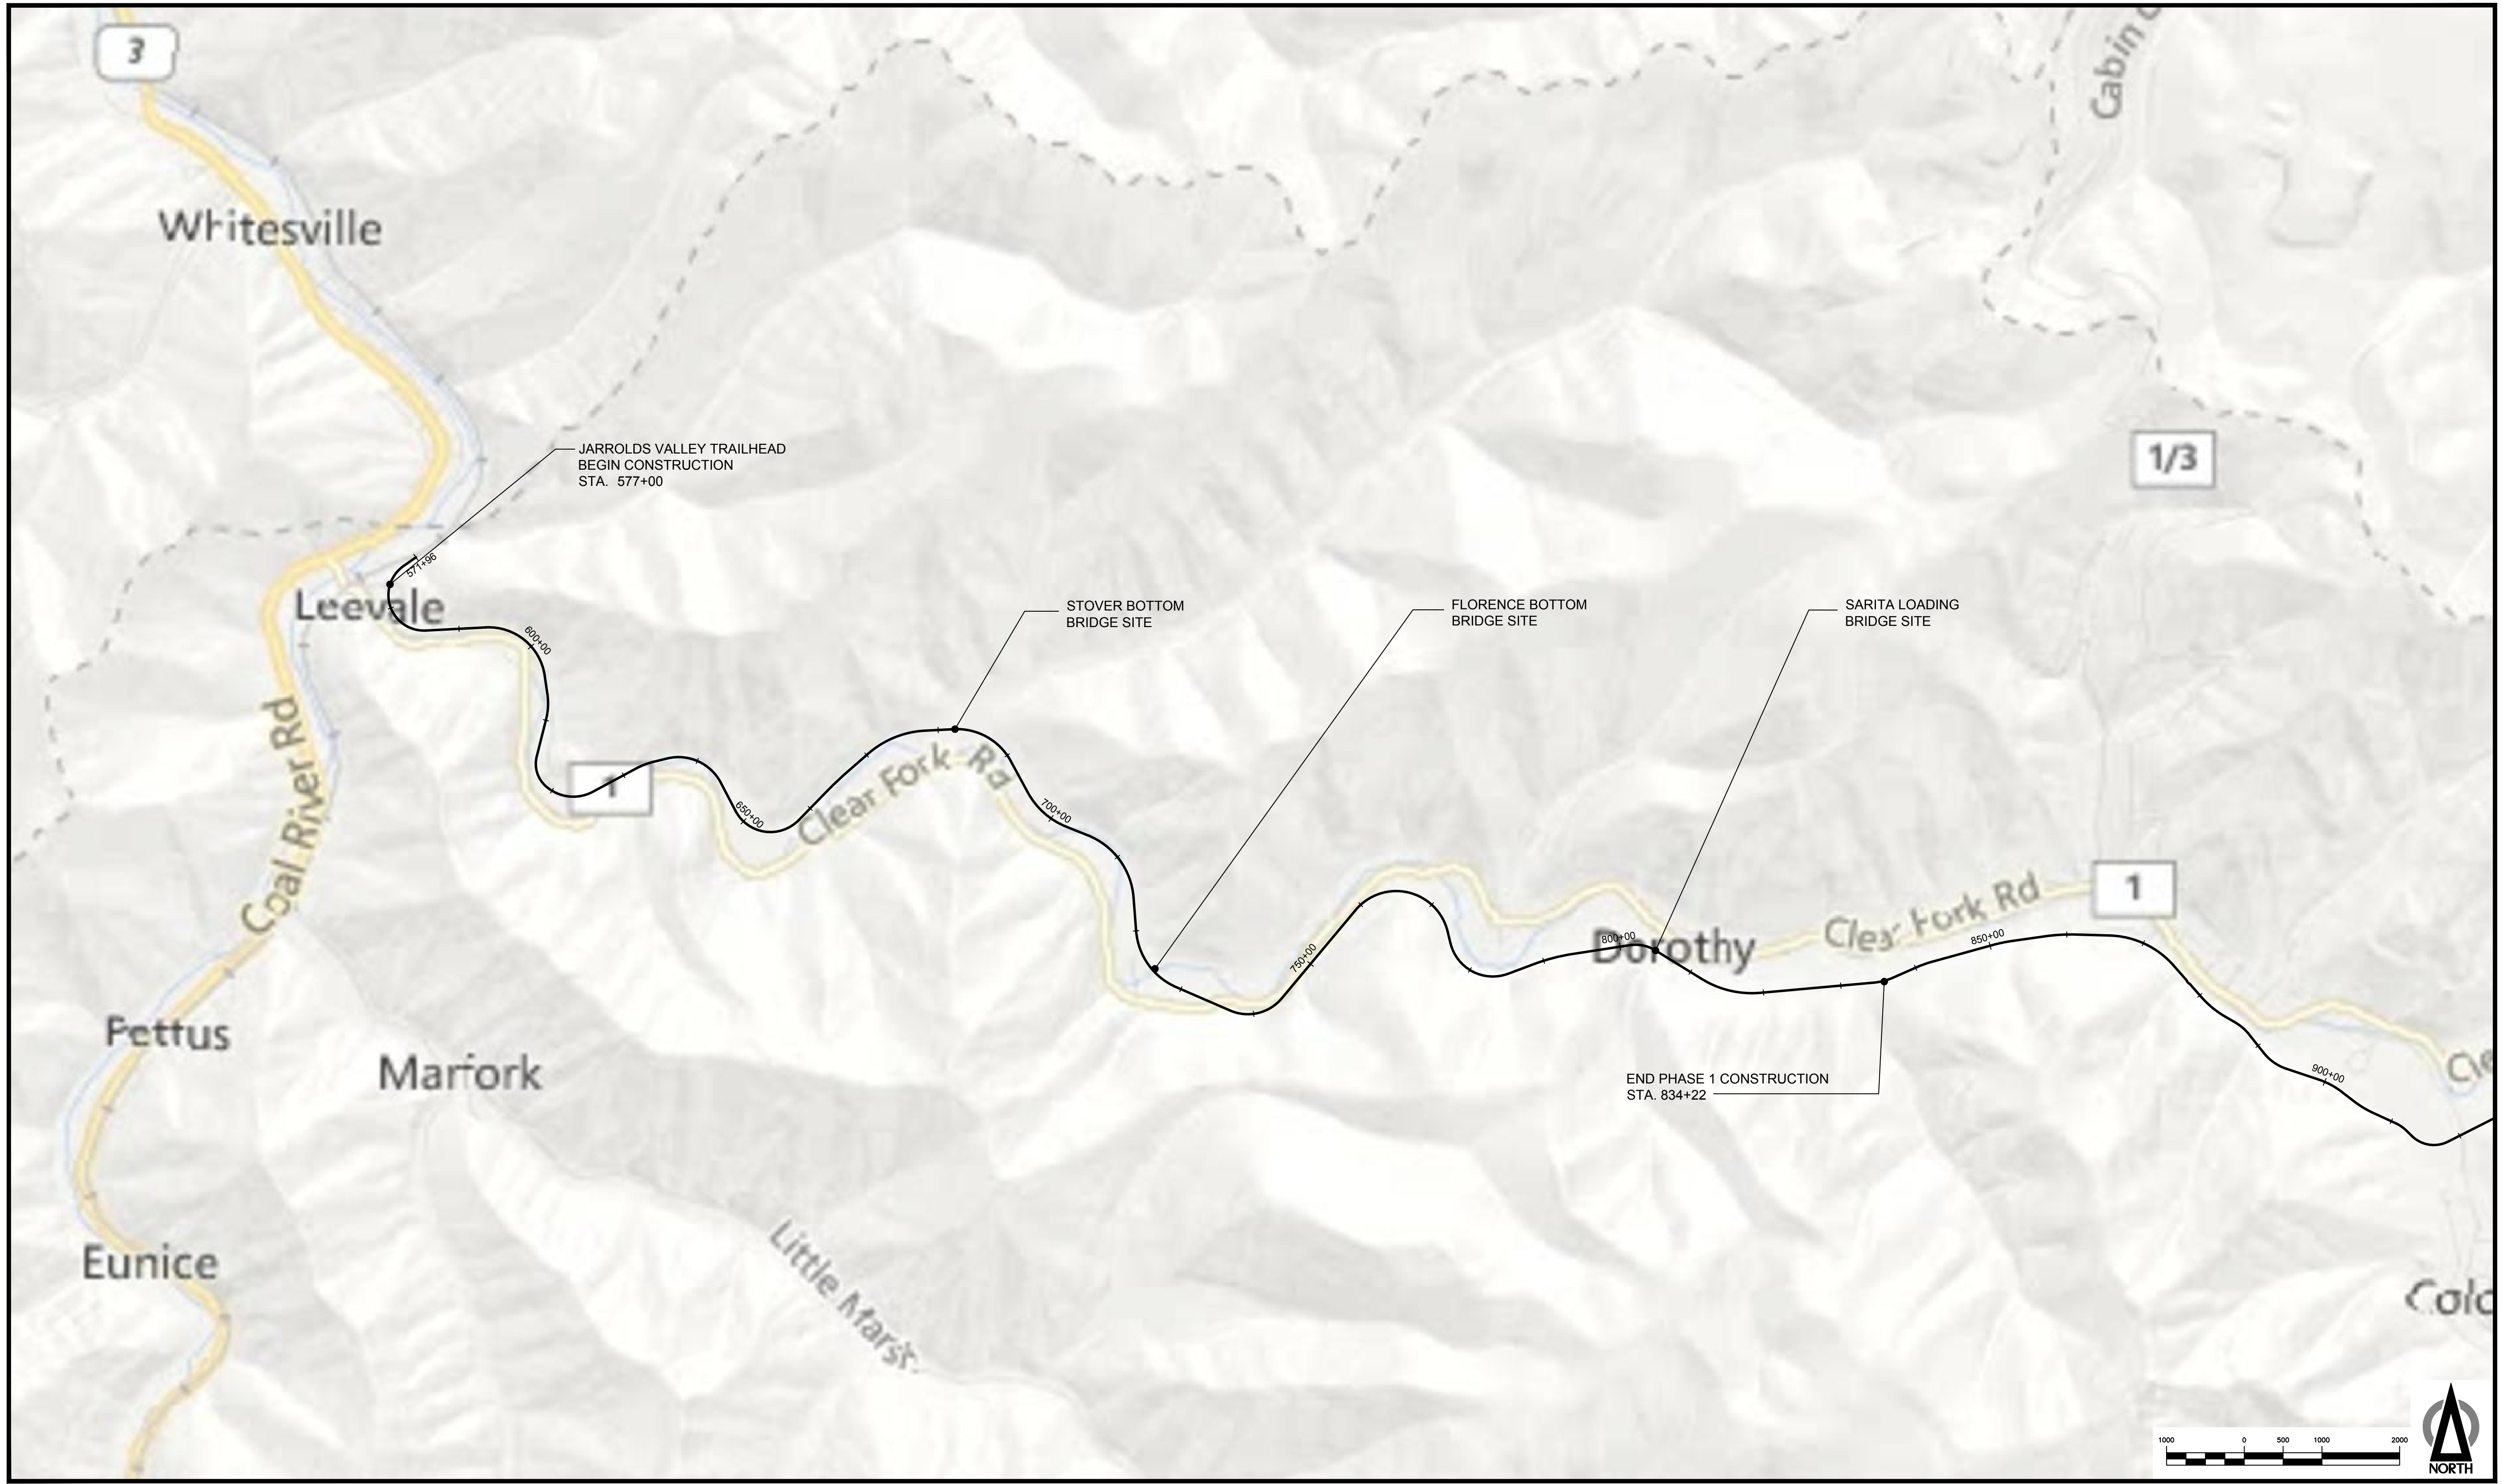 3
Cabin C
Whitesville
JARROLDS VALLEY TRAILHEAD
BEGIN CONSTRUCTION
STA. 577+00
1/3
571+96
Leevale
STOVER BOTTOM
BRIDGE SITE
FLORENCE BOTTOM
BRIDGE SITE
SARITA LOADING
BRIDGE SITE
600+00
Coal River Rd
1
650+00
Clear Fork Rd
700+00
750+00
800+00
Dorothy
Clear Fork Rd
850+00
1
Pettus
Marfork
END PHASE 1 CONSTRUCTION
STA. 834+22
900+00
Cle
Eunice
Little Marsh
Colc
1000 0 500 1000 2000
NORTH